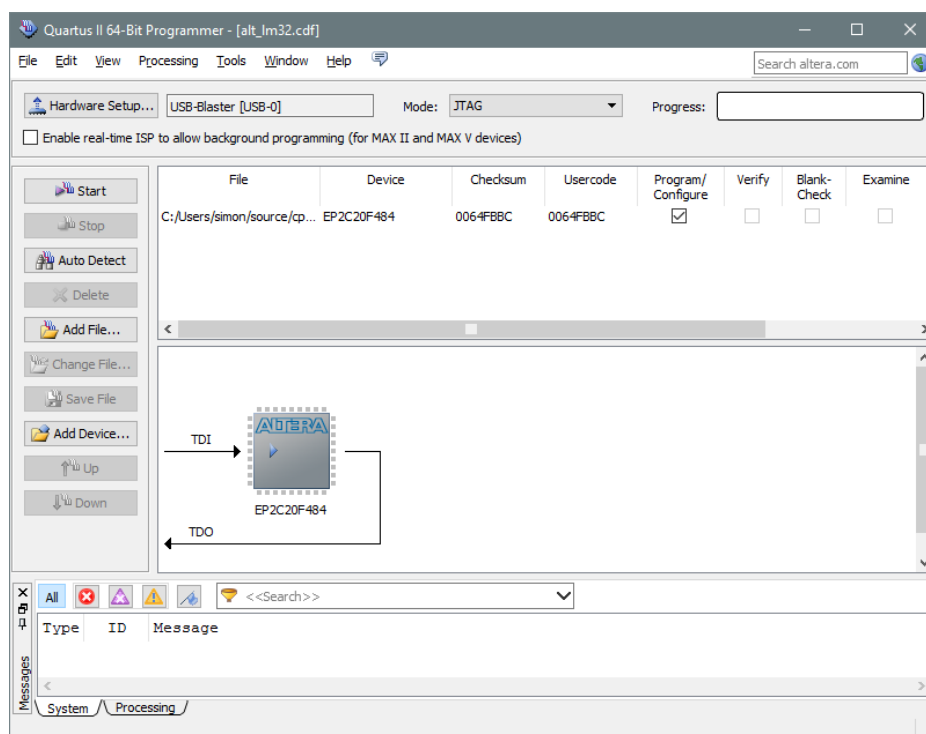 Quartus II 64-Bit Programmer - [alt_lm32.cdf]
File Edit View Processing Tools Window Help
Search altera.com
Hardware Setup... USB-Blaster [USB-0] Mode: JTAG Progress:
Enable real-time ISP to allow background programming (for MAX II and MAX V devices)
Start
Stop
Auto Detect
Delete
Add File...
Change File...
Save File
Add Device...
Up
Down
File Device Checksum Usercode Program/ Verify Blank- Examine
Configure Check
C:/Users/simon/source/cp... EP2C20F484 0064FBBC 0064FBBC
ALTERA
TDI
EP2C20F484
TDO
All <<Search>>
Type ID Message
Messages
System Processing